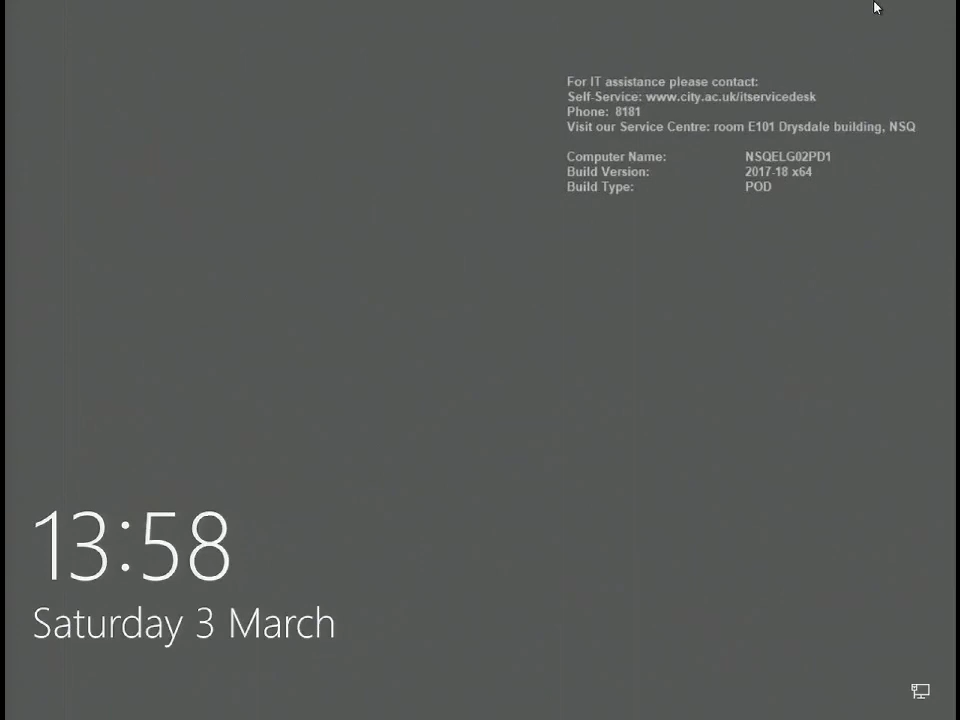 For IT assistance please contact:
Self-Service: www.city.ac.uk/itservicedesk
Phone: 8181
Visit our Service Centre: room E101 Drysdale building, NSQ
Computer Name: NSQELG02PD1
Build Version: 2017-18 x64
Build Type: POD
13:58
Saturday 3 March